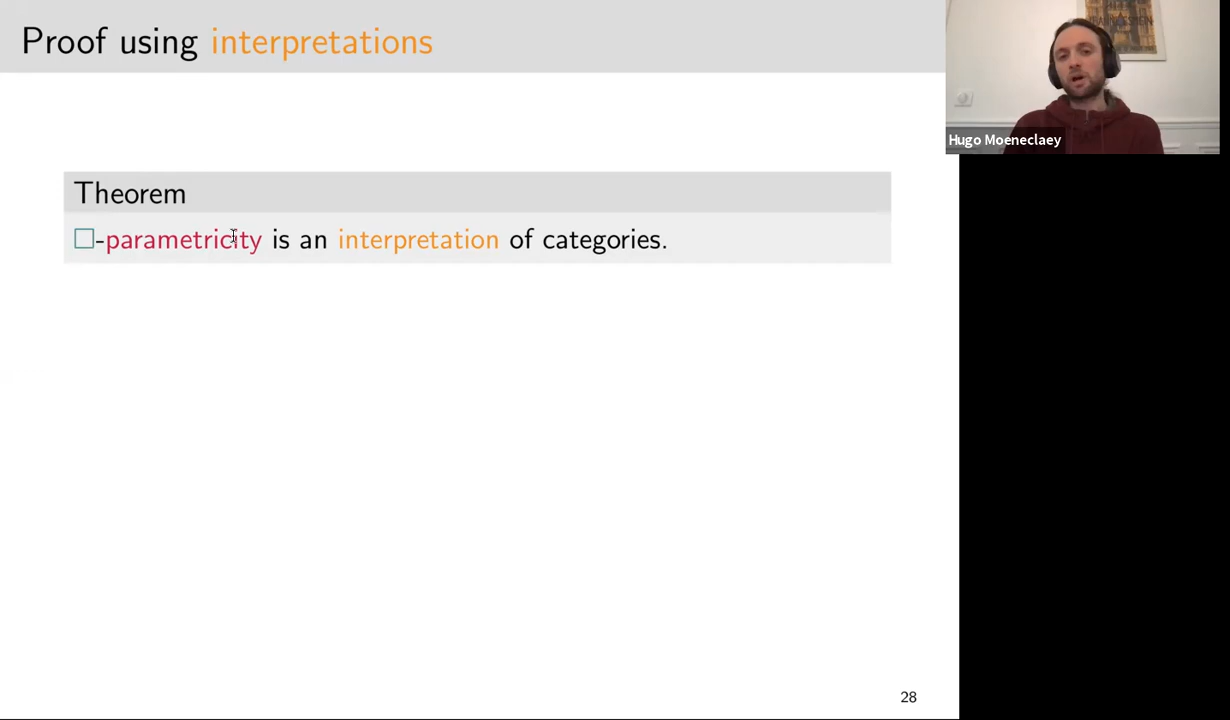 Proof using interpretations
Hugo Moeneclaey
Theorem
□-parametricity is an interpretation of categories.
28